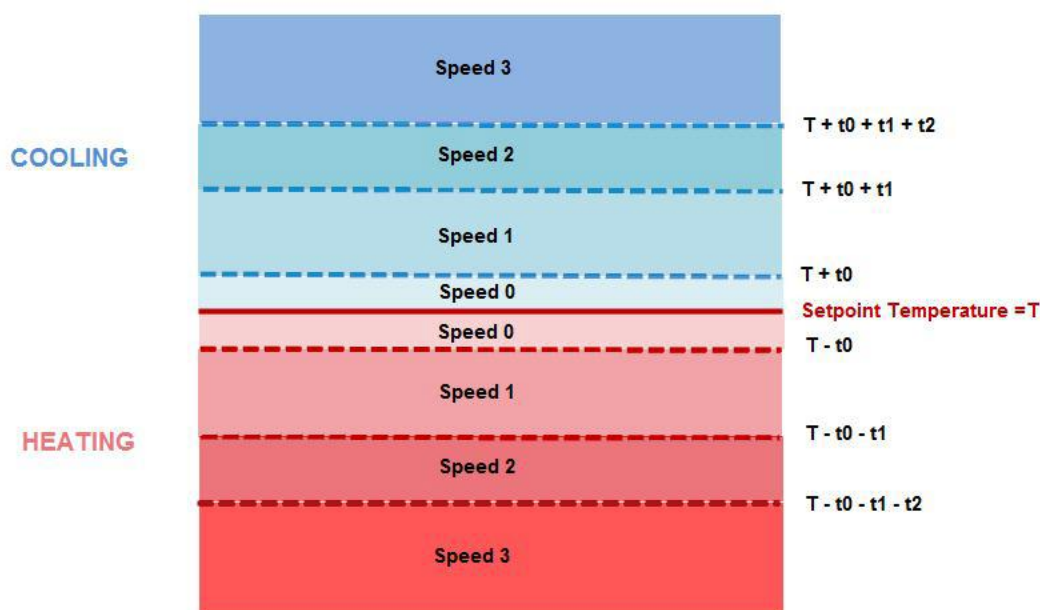 Speed 3
T + t0 + t1 + t2
COOLING
Speed 2
T + t0 + t1
Speed 1
T + t0
Speed 0
Setpoint Temperature = T
Speed 0
T - t0
Speed 1
HEATING
T - t0 - t1
Speed 2
T - t0 - t1 - t2
Speed 3